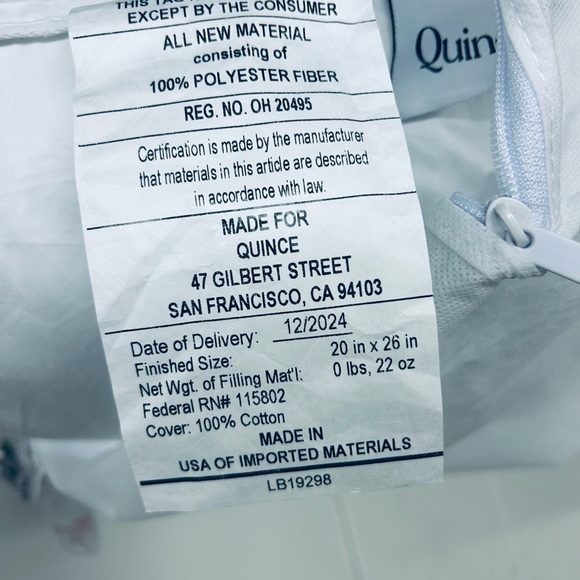 THIS TAG
EXCEPT BY THE CONSUMER
ALL NEW MATERIAL
consisting of
100% POLYESTER FIBER
REG. NO. OH 20495
Certification is made by the manufacturer
that materials in this article are described
in accordance with law.
MADE FOR
QUINCE
47 GILBERT STREET
SAN FRANCISCO, CA 94103
Date of Delivery: 12/2024
Finished Size: 20 in x 26 in
Net Wgt. of Filling Mat'l: 0 lbs, 22 oz
Federal RN# 115802
Cover: 100% Cotton
MADE IN
USA OF IMPORTED MATERIALS
LB19298
Quin